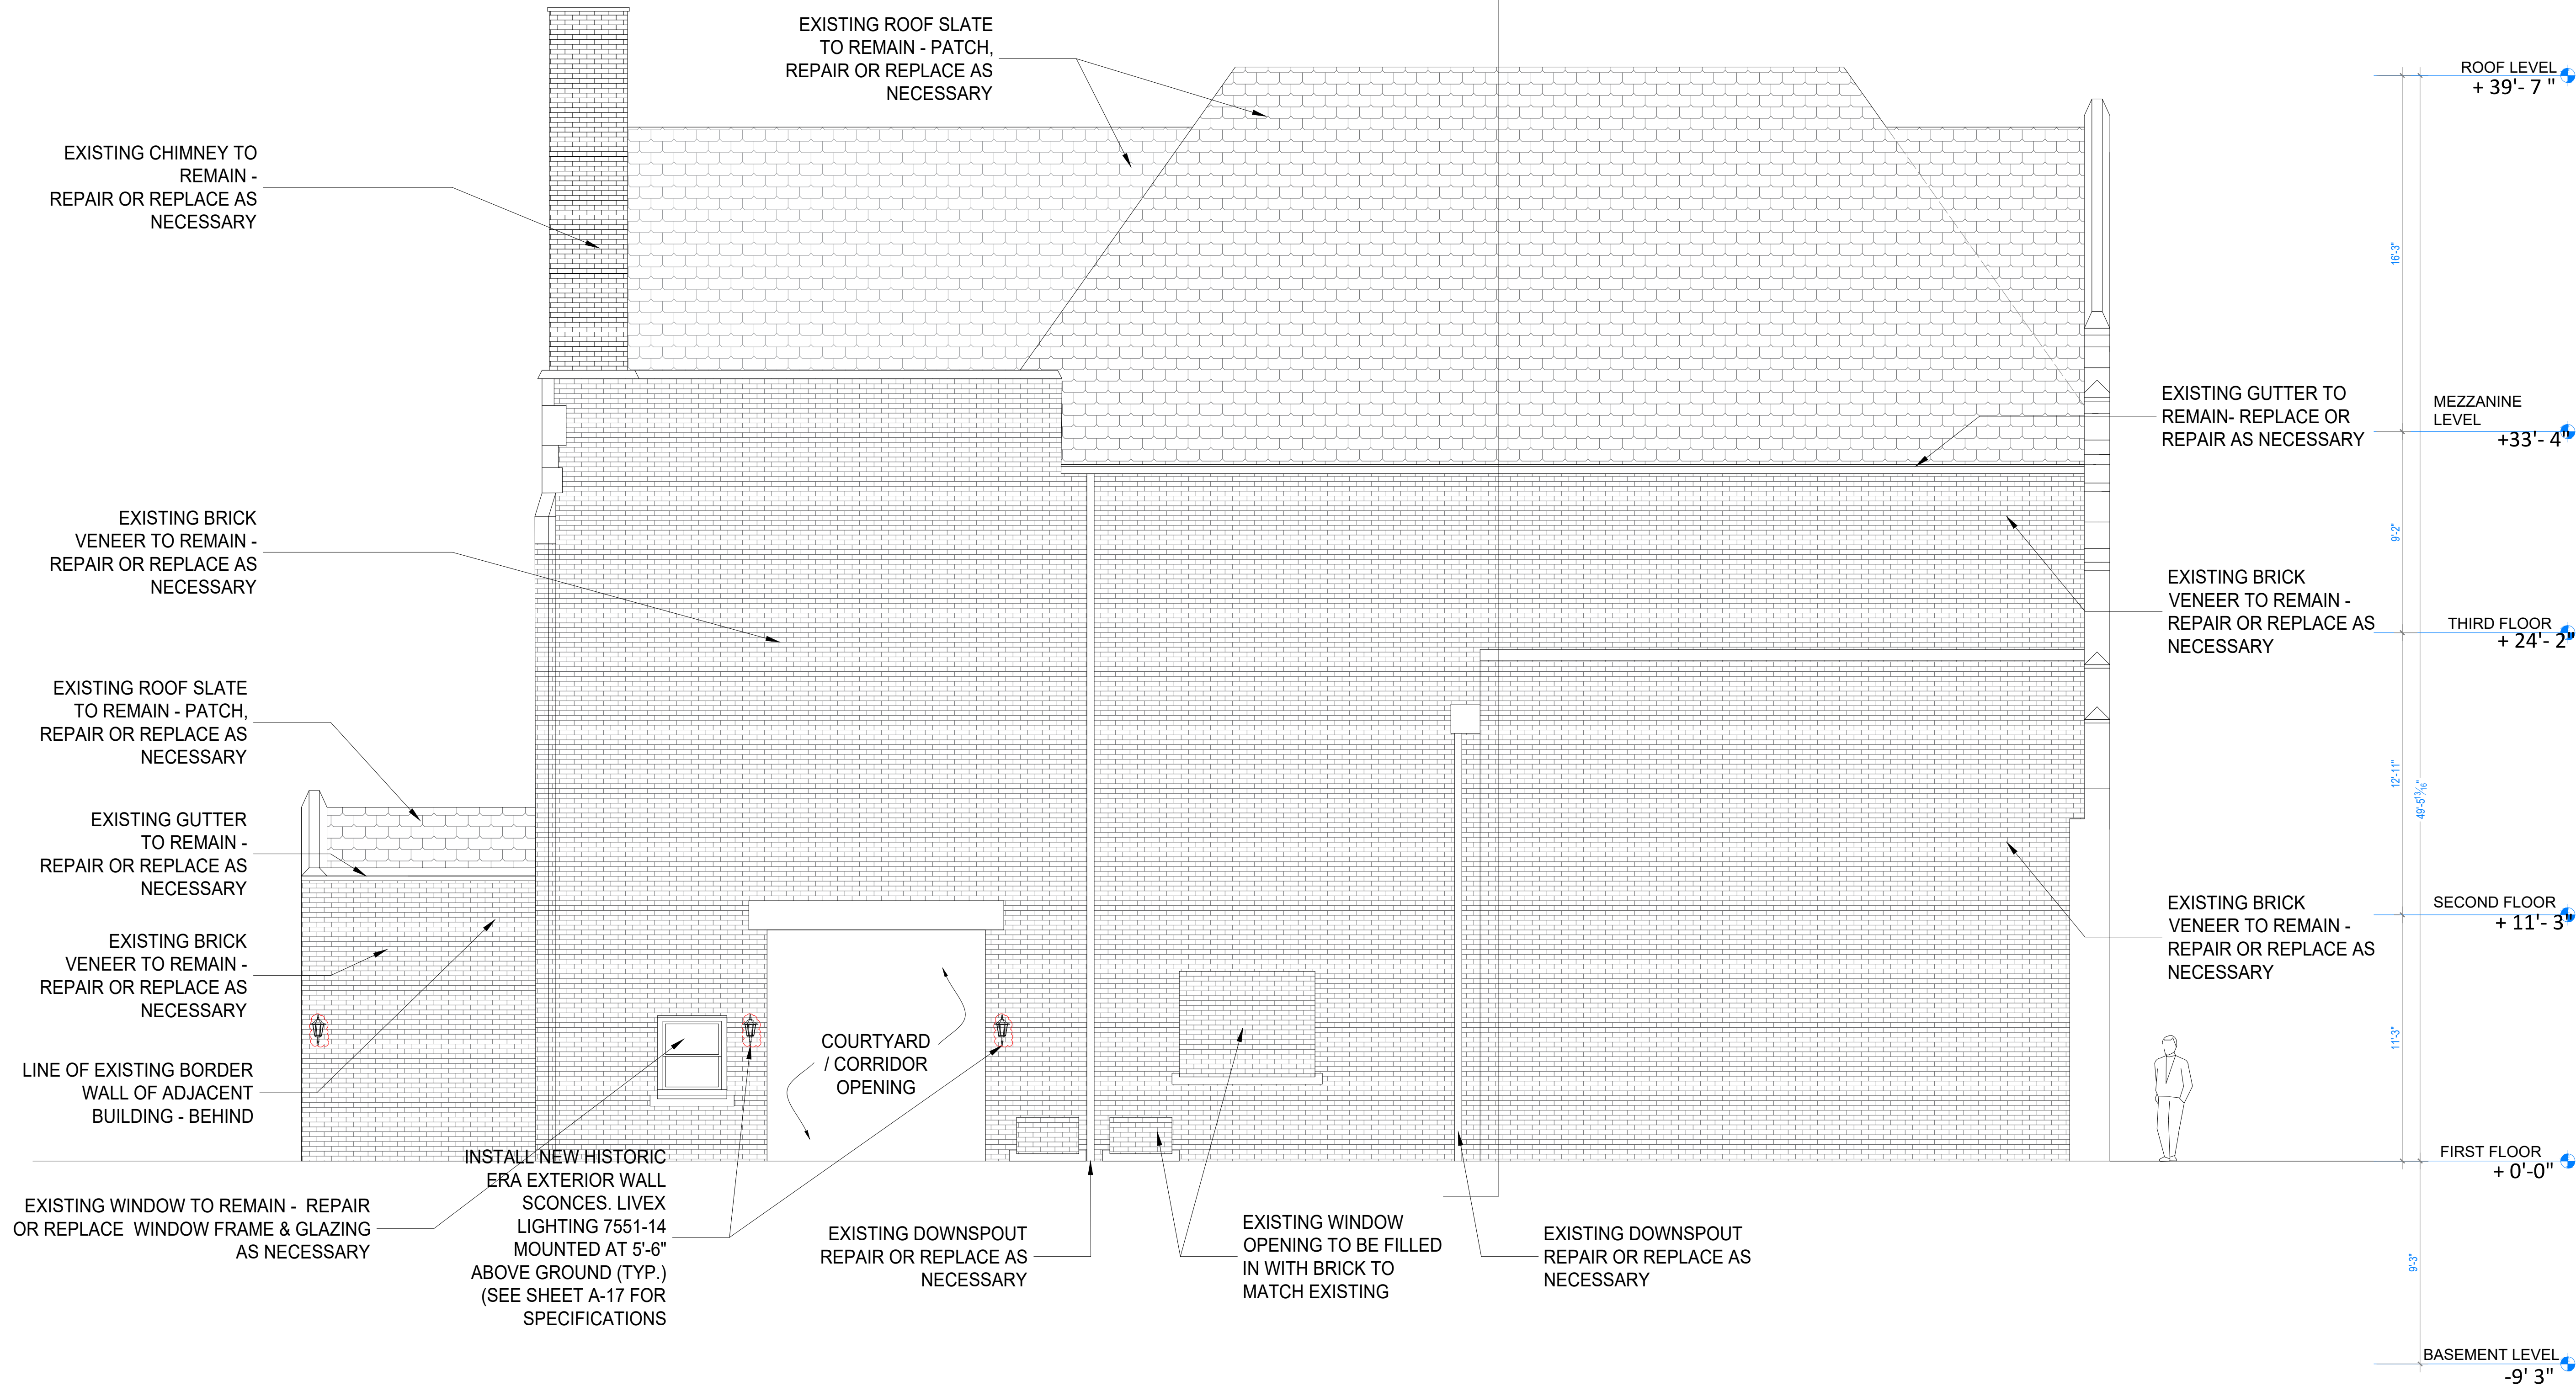 EXISTING ROOF SLATE
TO REMAIN - PATCH,
REPAIR OR REPLACE AS
NECESSARY
EXISTING CHIMNEY TO
REMAIN -
REPAIR OR REPLACE AS
NECESSARY
EXISTING BRICK
VENEER TO REMAIN -
REPAIR OR REPLACE AS
NECESSARY
EXISTING ROOF SLATE
TO REMAIN - PATCH,
REPAIR OR REPLACE AS
NECESSARY
EXISTING GUTTER
TO REMAIN -
REPAIR OR REPLACE AS
NECESSARY
EXISTING BRICK
VENEER TO REMAIN -
REPAIR OR REPLACE AS
NECESSARY
LINE OF EXISTING BORDER
WALL OF ADJACENT
BUILDING - BEHIND
EXISTING WINDOW TO REMAIN - REPAIR
OR REPLACE WINDOW FRAME & GLAZING
AS NECESSARY
INSTALL NEW HISTORIC
ERA EXTERIOR WALL
SCONCES. LIVEX
LIGHTING 7551-14
MOUNTED AT 5'-6"
ABOVE GROUND (TYP.)
(SEE SHEET A-17 FOR
SPECIFICATIONS
COURTYARD
/ CORRIDOR
OPENING
EXISTING DOWNSPOUT
REPAIR OR REPLACE AS
NECESSARY
EXISTING WINDOW
OPENING TO BE FILLED
IN WITH BRICK TO
MATCH EXISTING
EXISTING DOWNSPOUT
REPAIR OR REPLACE AS
NECESSARY
EXISTING GUTTER TO
REMAIN- REPLACE OR
REPAIR AS NECESSARY
EXISTING BRICK
VENEER TO REMAIN -
REPAIR OR REPLACE AS
NECESSARY
EXISTING BRICK
VENEER TO REMAIN -
REPAIR OR REPLACE AS
NECESSARY
16'-3"
9'-2"
12'-11"
49'-5 13/16"
11'-3"
9'-3"
ROOF LEVEL
+ 39'- 7 "
MEZZANINE
LEVEL
+33'- 4"
THIRD FLOOR
+ 24'- 2"
SECOND FLOOR
+ 11'- 3"
FIRST FLOOR
+ 0'-0"
BASEMENT LEVEL
-9' 3"